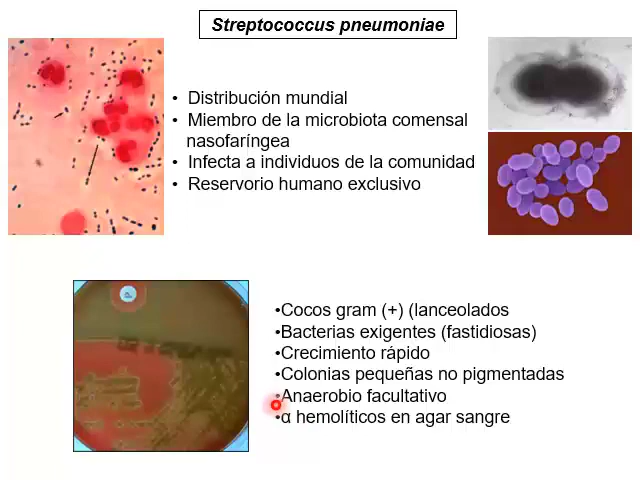 Streptococcus pneumoniae
• Distribución mundial
• Miembro de la microbiota comensal
nasofaríngea
• Infecta a individuos de la comunidad
• Reservorio humano exclusivo
•Cocos gram (+) (lanceolados
•Bacterias exigentes (fastidiosas)
•Crecimiento rápido
•Colonias pequeñas no pigmentadas
•Anaerobio facultativo
•α hemolíticos en agar sangre